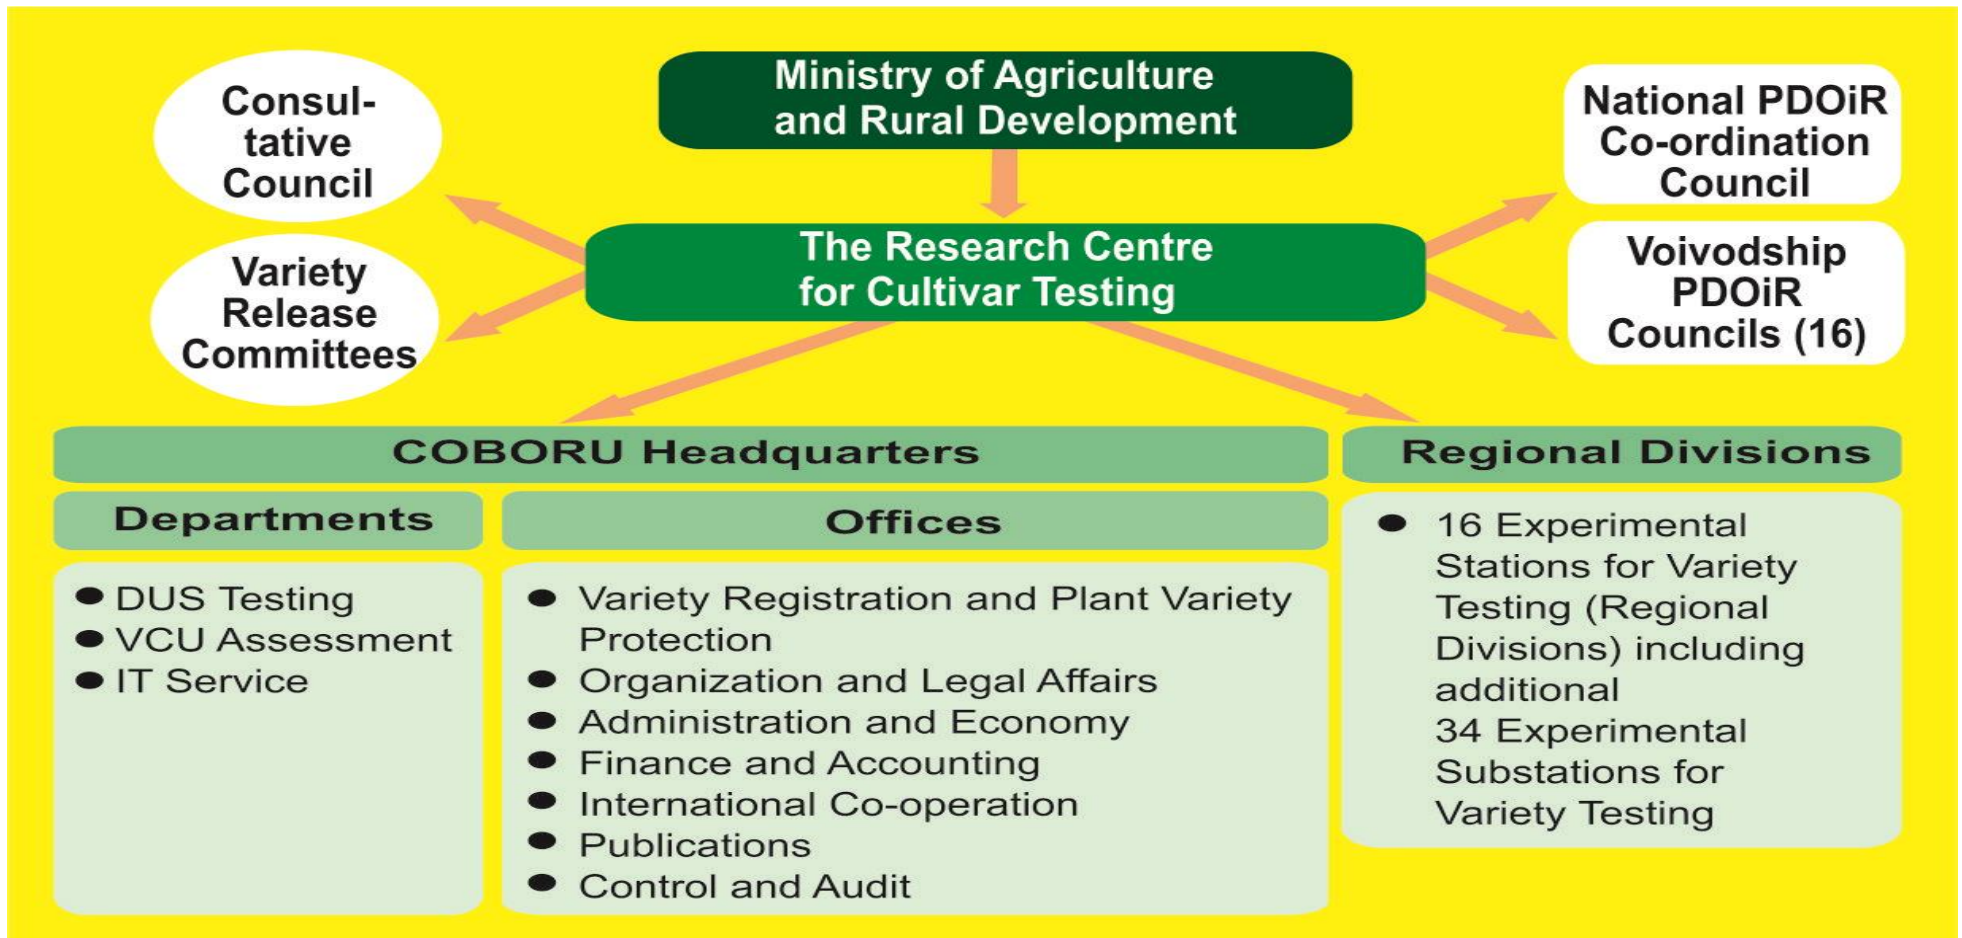 Consul-
tative
Council
Ministry of Agriculture
and Rural Development
National PDOiR
Co-ordination
Council
Variety
Release
Committees
The Research Centre
for Cultivar Testing
Voivodship
PDOiR
Councils (16)
COBORU Headquarters
Departments
● DUS Testing
● VCU Assessment
● IT Service
Offices
● Variety Registration and Plant Variety
Protection
● Organization and Legal Affairs
● Administration and Economy
● Finance and Accounting
● International Co-operation
● Publications
● Control and Audit
Regional Divisions
● 16 Experimental
Stations for Variety
Testing (Regional
Divisions) including
additional
34 Experimental
Substations for
Variety Testing